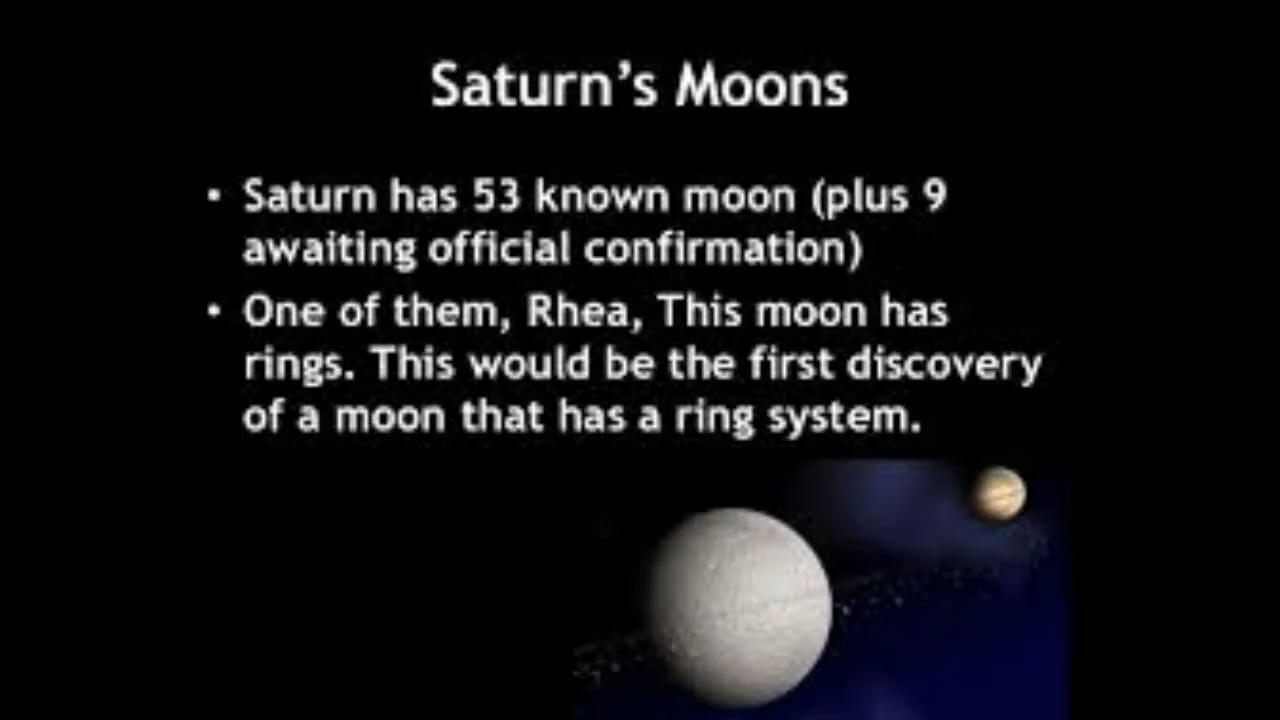 Saturn’s Moons
• Saturn has 53 known moon (plus 9
awaiting official confirmation)
• One of them, Rhea, This moon has
rings. This would be the first discovery
of a moon that has a ring system.